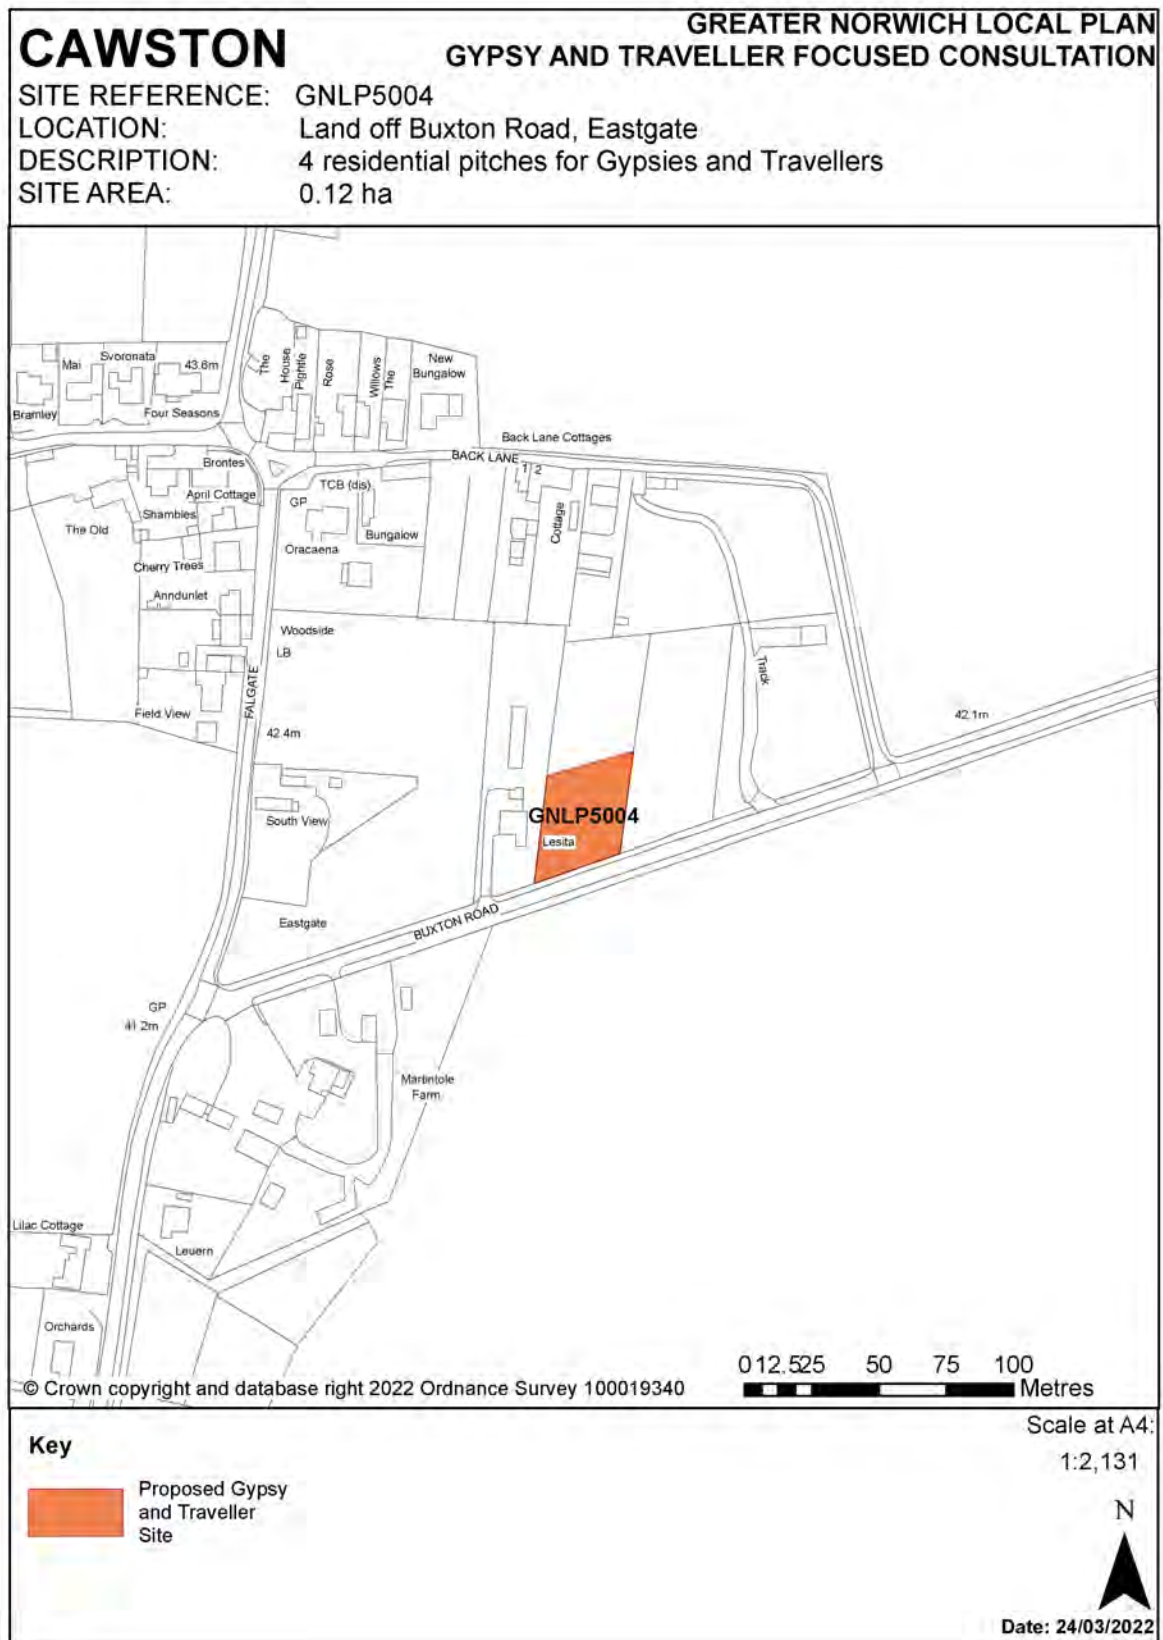 CAWSTON
GREATER NORWICH LOCAL PLAN
GYPSY AND TRAVELLER FOCUSED CONSULTATION
SITE REFERENCE: GNLP5004
LOCATION: Land off Buxton Road, Eastgate
DESCRIPTION: 4 residential pitches for Gypsies and Travellers
SITE AREA: 0.12 ha
Mai
Svoronata
43.6m
Bramley
Four Seasons
The
House
Pightle
Rose
Willows
The
New
Bungalow
Back Lane Cottages
BACK LANE
1 2
Brontes
April Cottage
TCB (dis)
GP
Shambles
The Old
Oracaena
Bungalow
Cottage
Cherry Trees
Anndunlet
Woodside
LB
FALGATE
Track
Field View
42.4m
42.1m
South View
GNLP5004
Lesita
Eastgate
BUXTON ROAD
GP
41.2m
Martintole
Farm
Lilac Cottage
Leuern
Orchards
0 12.525 50 75 100
Metres
© Crown copyright and database right 2022 Ordnance Survey 100019340
Key
Proposed Gypsy
and Traveller
Site
Scale at A4:
1:2,131
N
Date: 24/03/2022